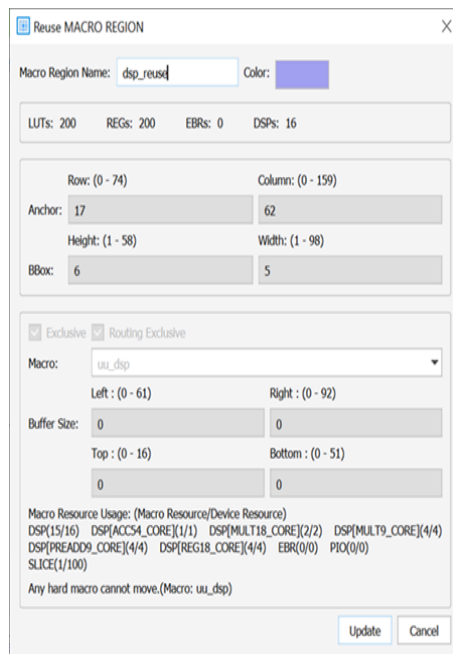 Reuse MACRO REGION
X
Macro Region Name: dsp_reuse Color:
LUTs: 200 REGs: 200 EBRs: 0 DSPs: 16
Row: (0 - 74) Column: (0 - 159)
Anchor: 17 62
Height: (1 - 58) Width: (1 - 98)
BBox: 6 5
Exclusive Routing Exclusive
Macro: uu_dsp
Left : (0 - 61) Right : (0 - 92)
Buffer Size: 0 0
Top : (0 - 16) Bottom : (0 - 51)
0 0
Macro Resource Usage: (Macro Resource/Device Resource)
DSP(15/16) DSP[ACC54_CORE](1/1) DSP[MULT18_CORE](2/2) DSP[MULT9_CORE](4/4)
DSP[PREADD9_CORE](4/4) DSP[REG18_CORE](4/4) EBR(0/0) PIO(0/0)
SLICE(1/100)
Any hard macro cannot move.(Macro: uu_dsp)
Update Cancel